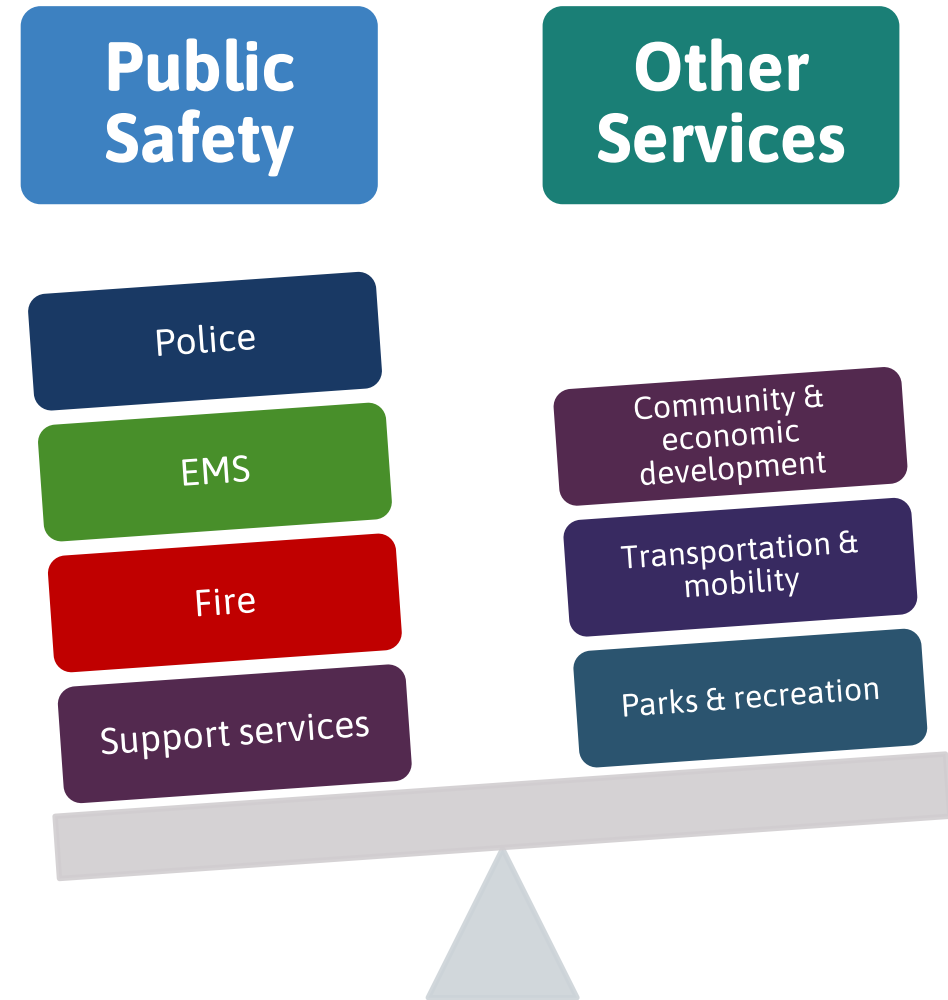 Public
Safety
Other
Services
Police
EMS
Fire
Support services
Community &
economic
development
Transportation &
mobility
Parks & recreation